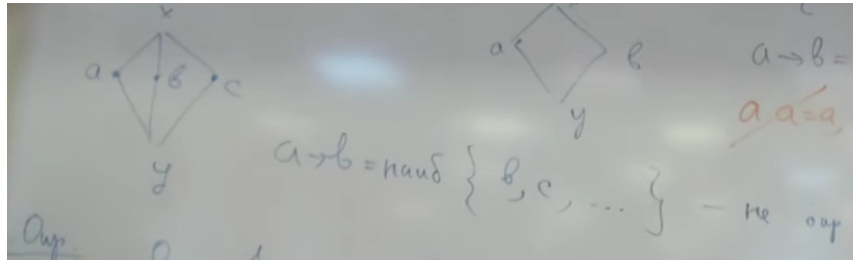 x
a в c
y
a в
y
a → в =
a a = a,
a → в = наиб { в, c, ... } — не опр
Опр